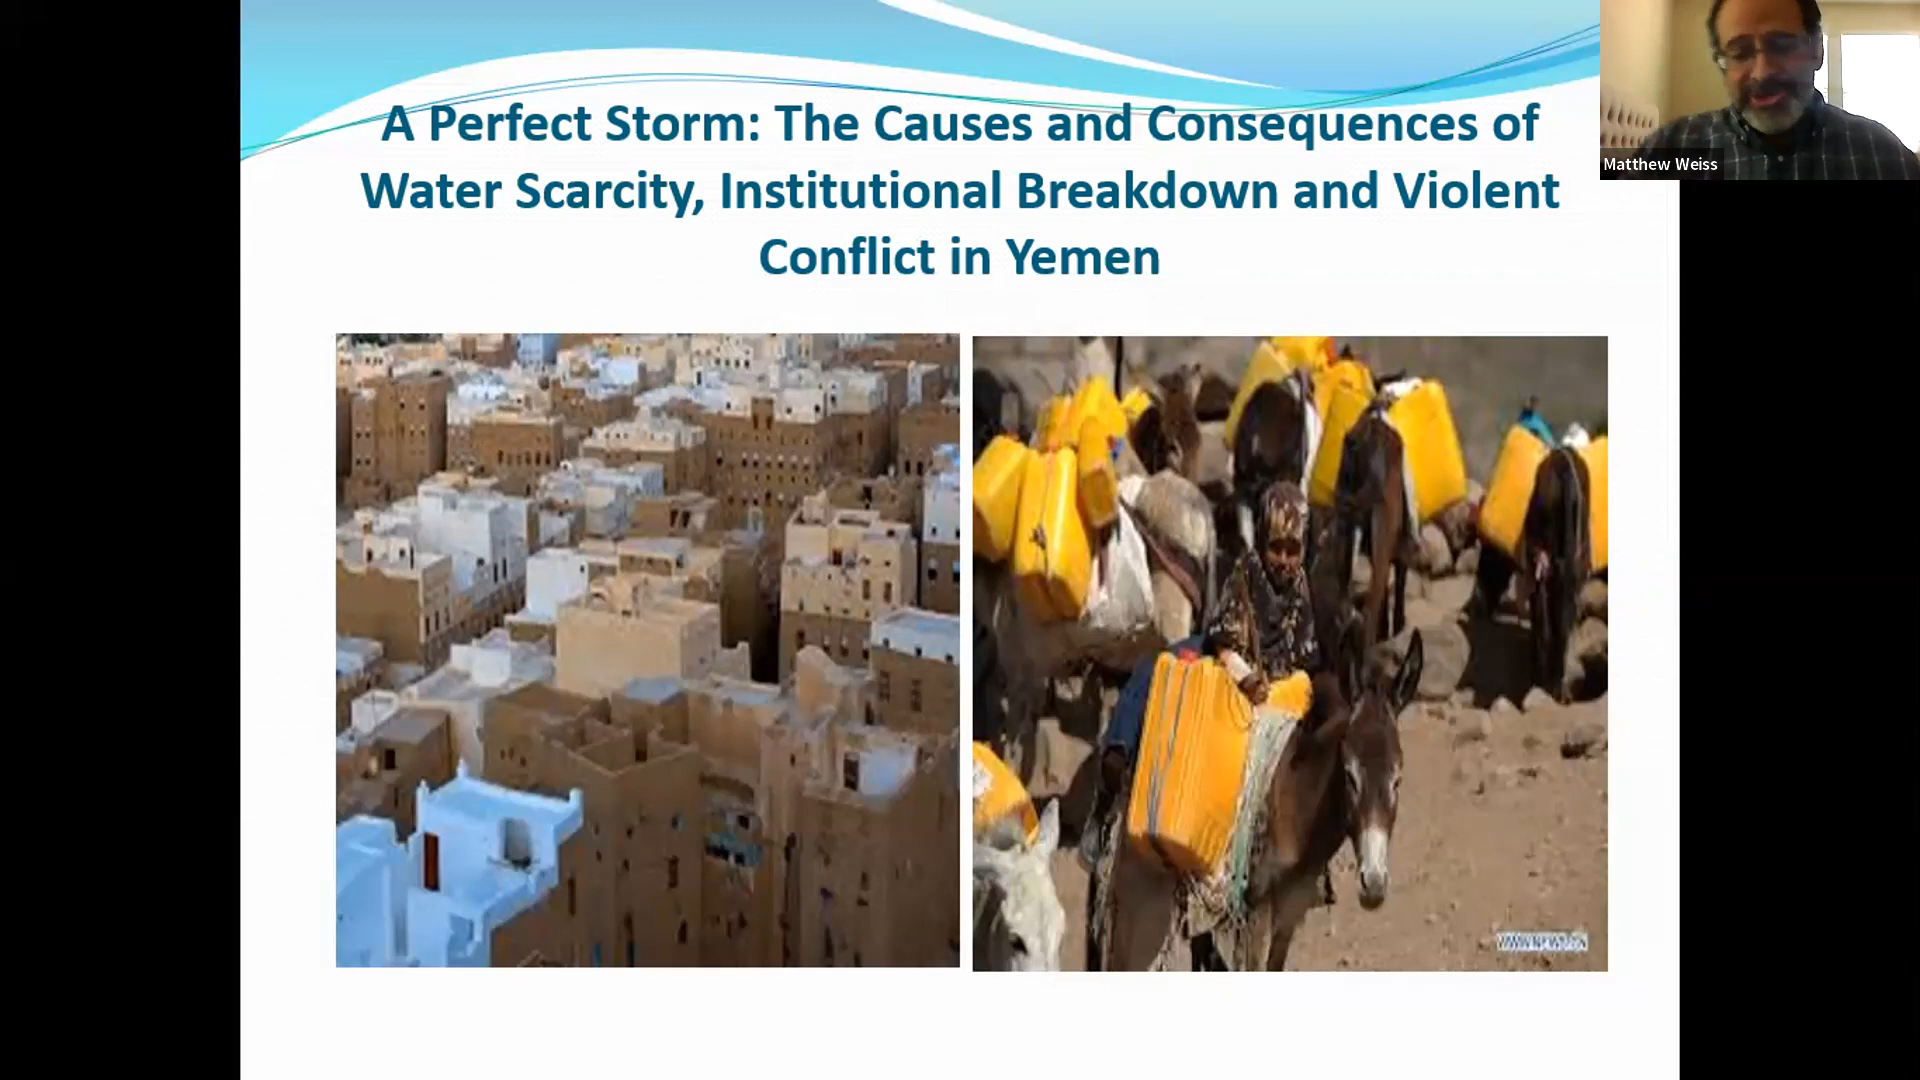 A Perfect Storm: The Causes and Consequences of
Water Scarcity, Institutional Breakdown and Violent
Conflict in Yemen
Matthew Weiss